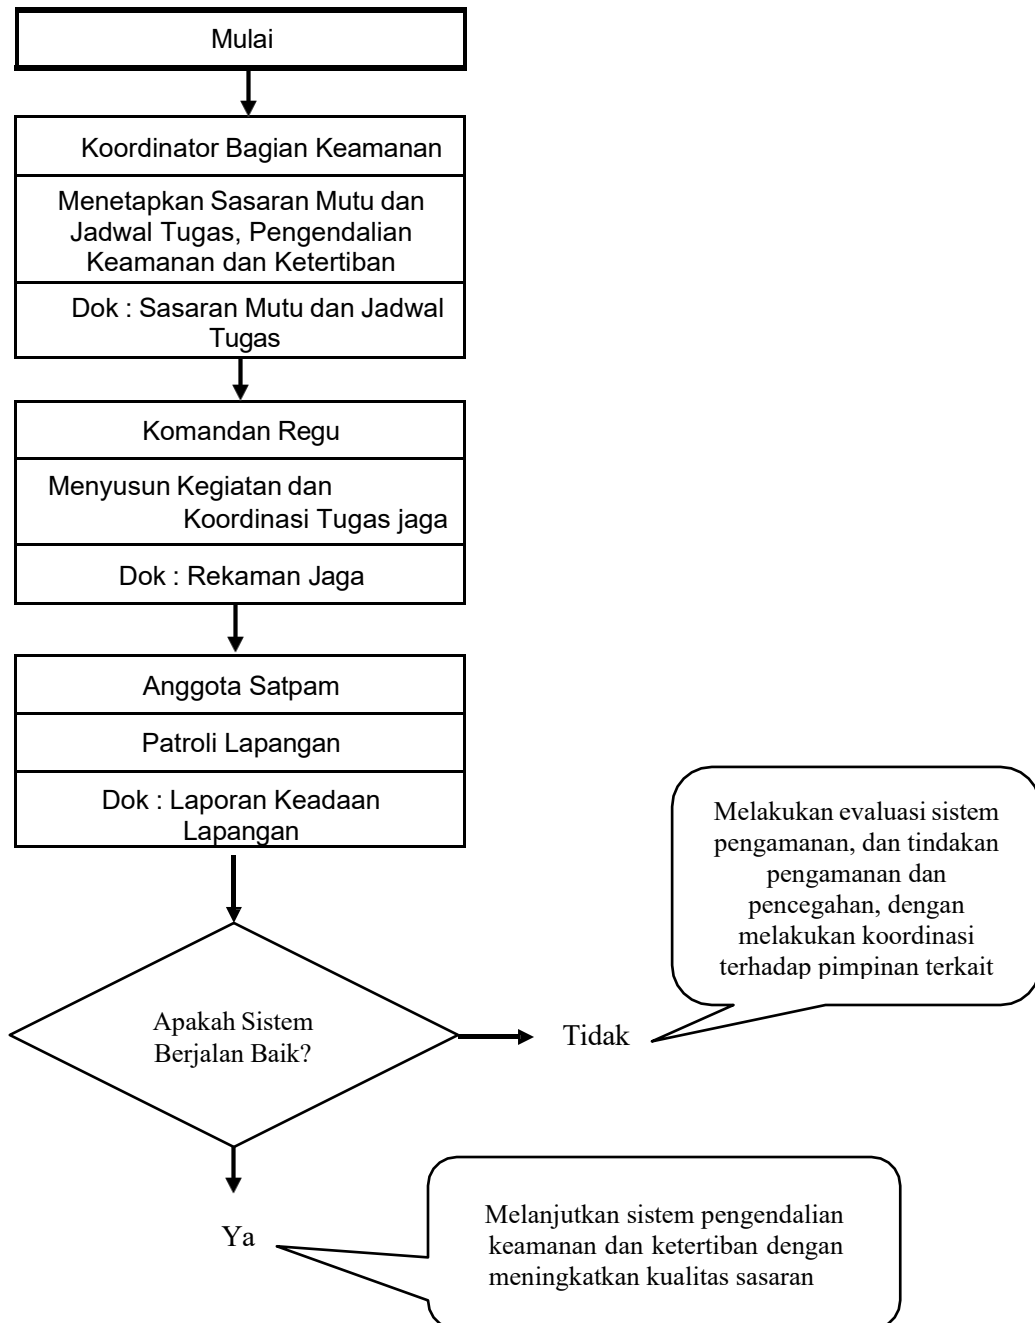 Mulai
Koordinator Bagian Keamanan
Menetapkan Sasaran Mutu dan
Jadwal Tugas, Pengendalian
Keamanan dan Ketertiban
Dok : Sasaran Mutu dan Jadwal
Tugas
Komandan Regu
Menyusun Kegiatan dan
Koordinasi Tugas jaga
Dok : Rekaman Jaga
Anggota Satpam
Patroli Lapangan
Dok : Laporan Keadaan
Lapangan
Melakukan evaluasi sistem
pengamanan, dan tindakan
pengamanan dan
pencegahan, dengan
melakukan koordinasi
terhadap pimpinan terkait
Apakah Sistem
Berjalan Baik?
Tidak
Ya
Melanjutkan sistem pengendalian
keamanan dan ketertiban dengan
meningkatkan kualitas sasaran